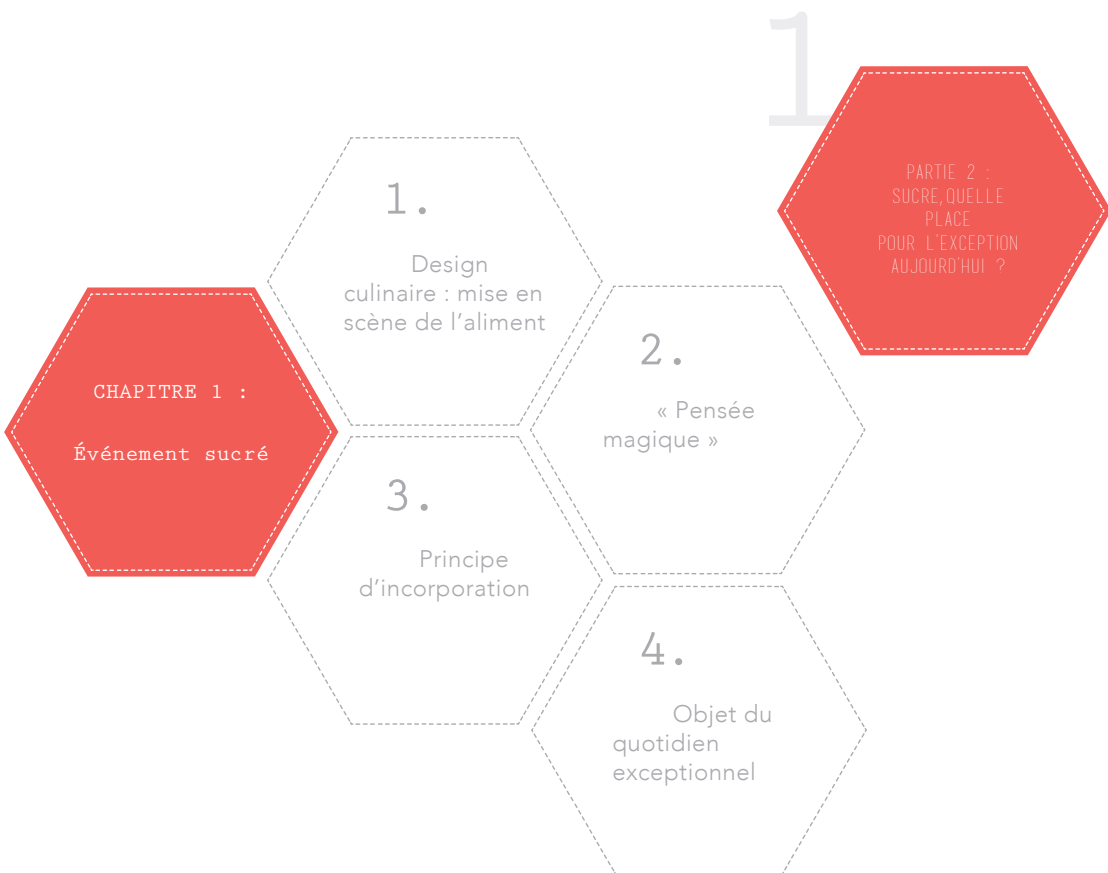 1
PARTIE 2 :
SUCRE,QUELLE
PLACE
POUR L'EXCEPTION
AUJOURD'HUI ?
CHAPITRE 1 :
Événement sucré
1.
Design
culinaire : mise en
scène de l’aliment
2.
« Pensée
magique »
3.
Principe
d’incorporation
4.
Objet du
quotidien
exceptionnel